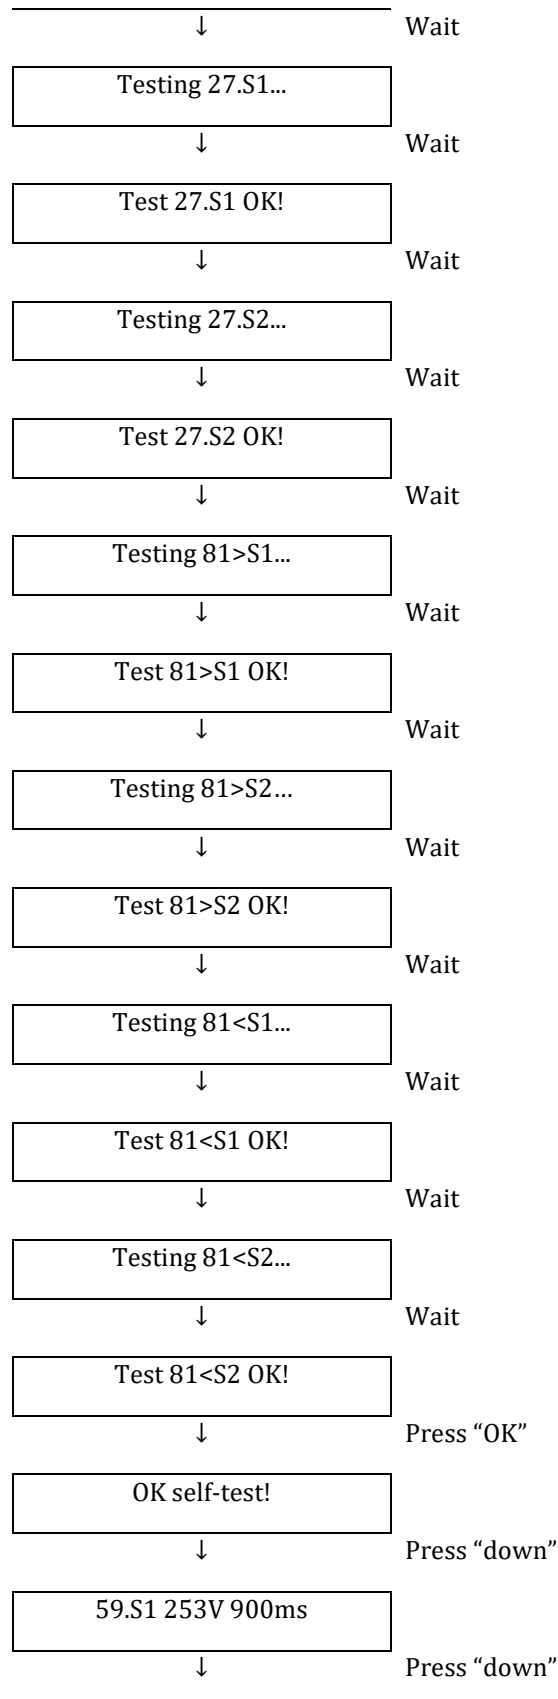 ↓ Wait
Testing 27.S1...
↓ Wait
Test 27.S1 OK!
↓ Wait
Testing 27.S2...
↓ Wait
Test 27.S2 OK!
↓ Wait
Testing 81>S1...
↓ Wait
Test 81>S1 OK!
↓ Wait
Testing 81>S2...
↓ Wait
Test 81>S2 OK!
↓ Wait
Testing 81<S1...
↓ Wait
Test 81<S1 OK!
↓ Wait
Testing 81<S2...
↓ Wait
Test 81<S2 OK!
↓ Press “OK”
OK self-test!
↓ Press “down”
59.S1 253V 900ms
↓ Press “down”